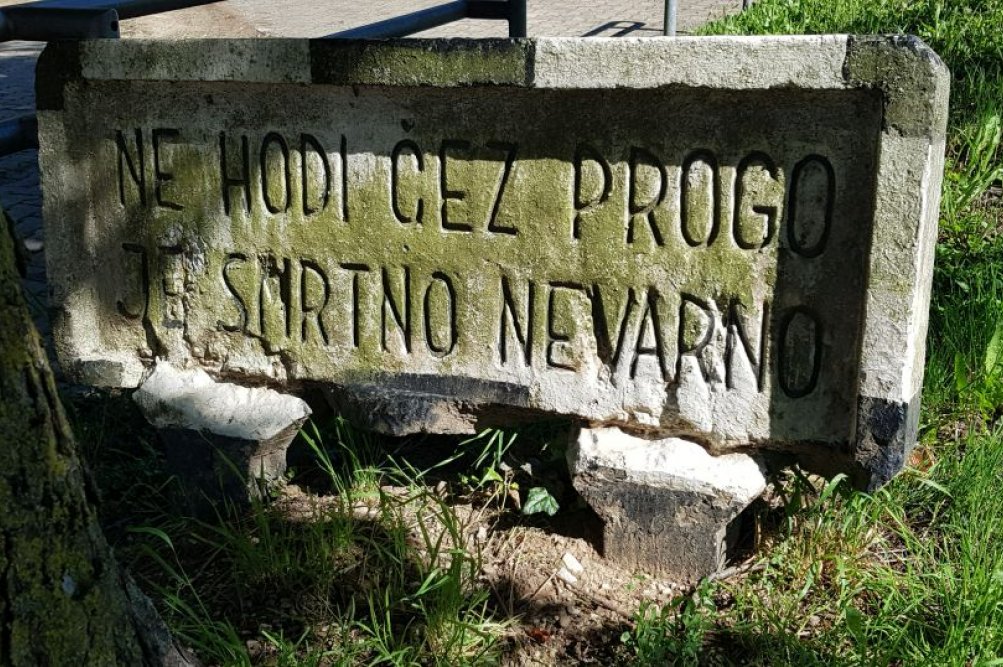 NE HODI ČEZ PROGO
JE SMRTNO NEVARNO